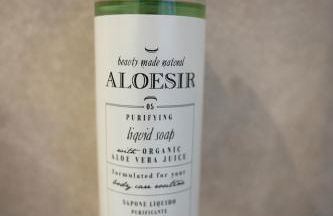 beauty made natural
ALOESIR
05
PURIFYING
liquid soap
with ORGANIC
ALOE VERA JUICE
Formulated for your
body care routine
SAPONE LIQUIDO
PURIFICANTE